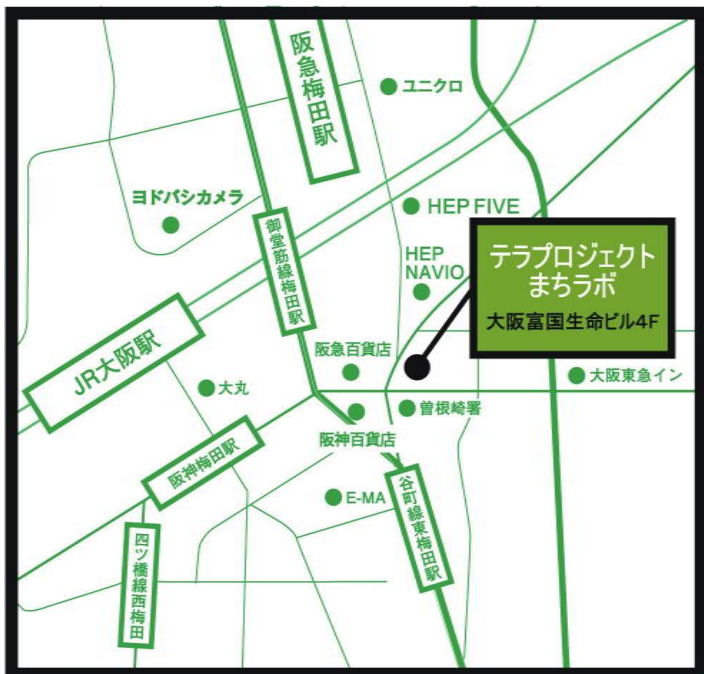 阪急梅田駅
ユニクロ
ヨドバシカメラ
HEP FIVE
御堂筋線梅田駅
HEP
NAVIO
テラプロジェクト
まちラボ
大阪富国生命ビル4F
JR大阪駅
阪急百貨店
大阪東急イン
大丸
曽根崎署
阪神百貨店
阪神梅田駅
E-MA
谷町線東梅田駅
四ツ橋線西梅田